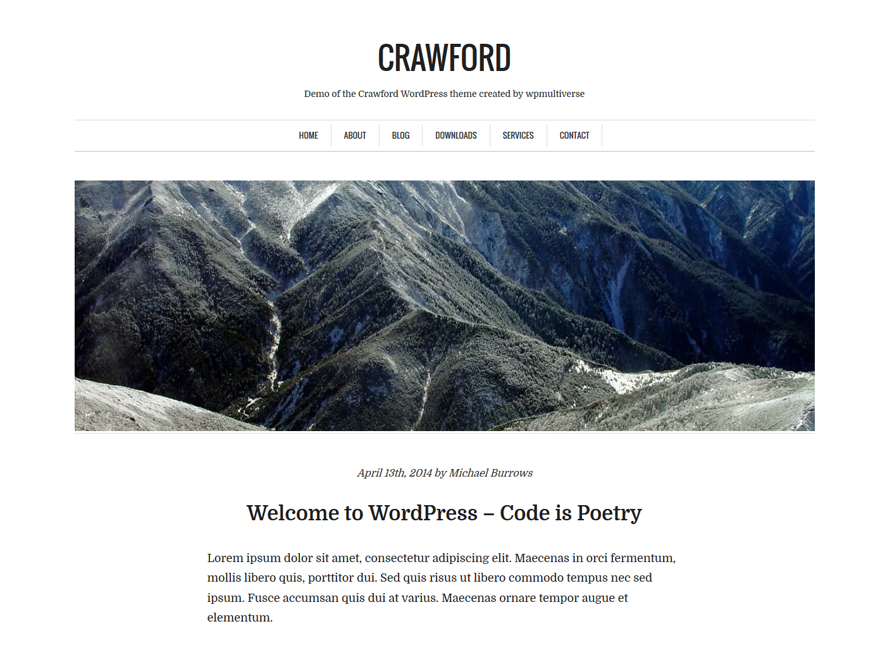 CRAWFORD
Demo of the Crawford WordPress theme created by wpmultiverse
HOME ABOUT BLOG DOWNLOADS SERVICES CONTACT
April 13th, 2014 by Michael Burrows
Welcome to WordPress – Code is Poetry
Lorem ipsum dolor sit amet, consectetur adipiscing elit. Maecenas in orci fermentum,
mollis libero quis, porttitor dui. Sed quis risus ut libero commodo tempus nec sed
ipsum. Fusce accumsan quis dui at varius. Maecenas ornare tempor augue et
elementum.